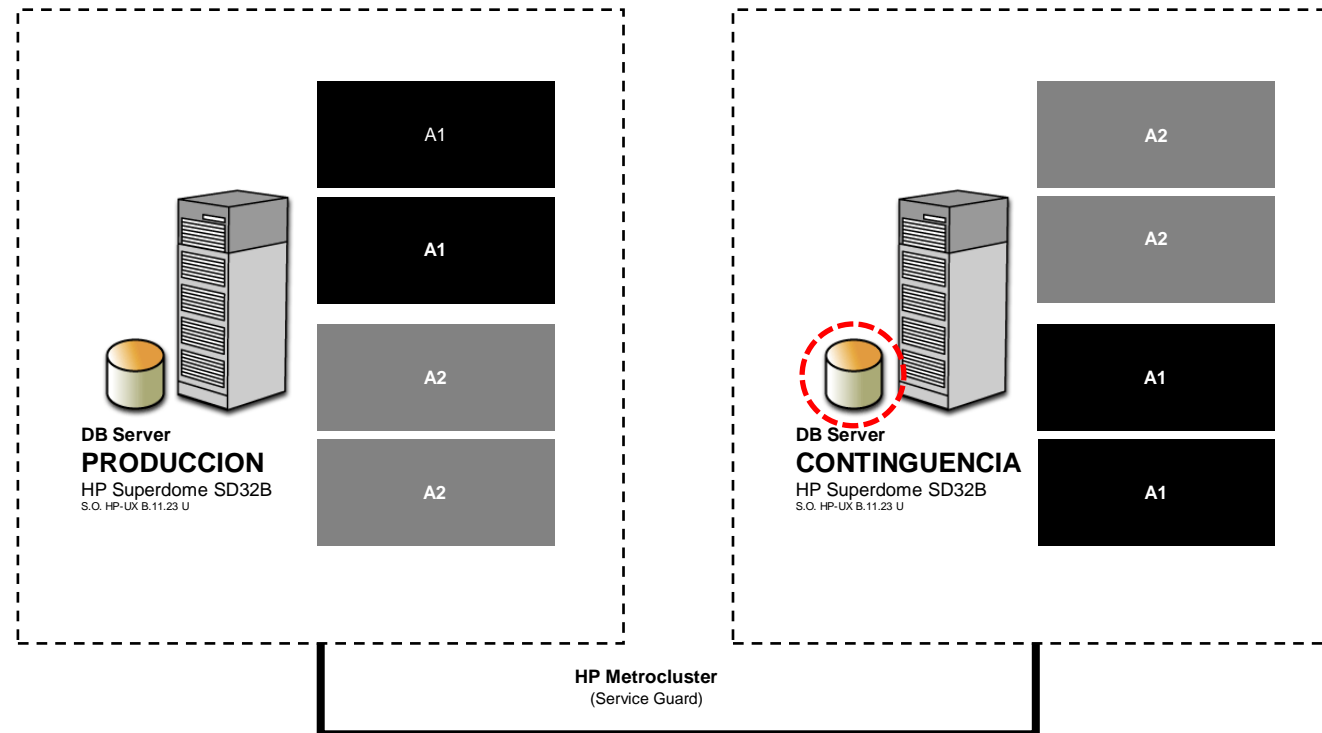 A1
A1
A2
A2
DB Server
PRODUCCION
HP Superdome SD32B
S.O. HP-UX B.11.23 U
A2
A2
A1
A1
DB Server
CONTINGUENCIA
HP Superdome SD32B
S.O. HP-UX B.11.23 U
HP Metrocluster
(Service Guard)